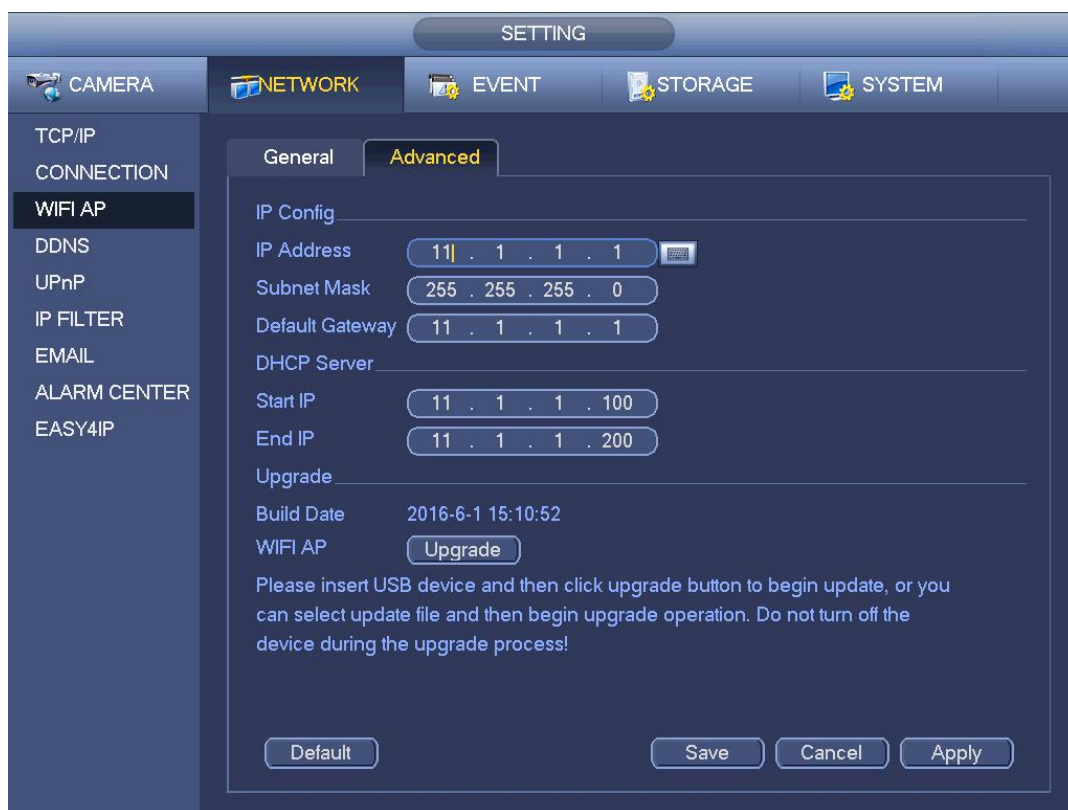 SETTING
CAMERA NETWORK EVENT STORAGE SYSTEM
TCP/IP
CONNECTION
WIFI AP
DDNS
UPnP
IP FILTER
EMAIL
ALARM CENTER
EASY4IP
General Advanced
IP Config
IP Address 11 . 1 . 1 . 1
Subnet Mask 255 . 255 . 255 . 0
Default Gateway 11 . 1 . 1 . 1
DHCP Server
Start IP 11 . 1 . 1 . 100
End IP 11 . 1 . 1 . 200
Upgrade
Build Date 2016-6-1 15:10:52
WIFI AP Upgrade
Please insert USB device and then click upgrade button to begin update, or you
can select update file and then begin upgrade operation. Do not turn off the
device during the upgrade process!
Default Save Cancel Apply